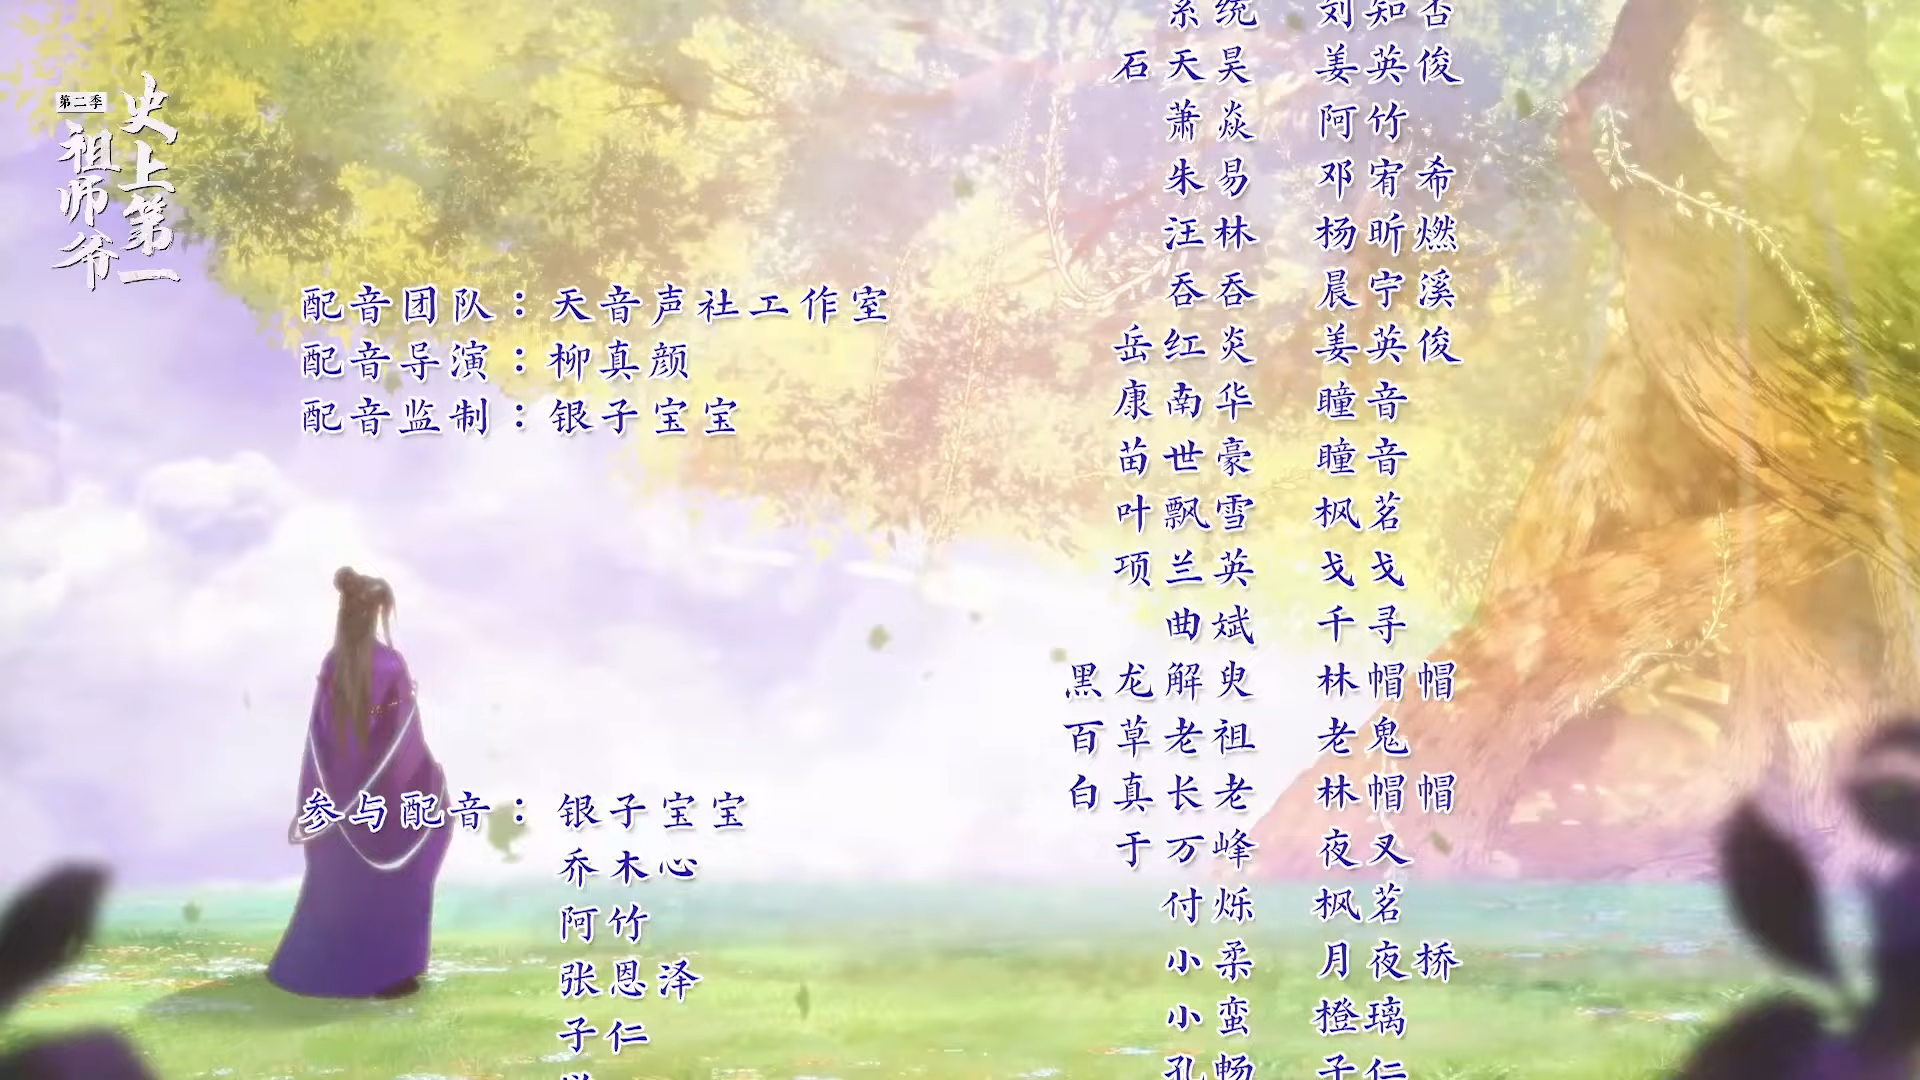 第二季
史上第一
祖师爷
配音团队：天音声社工作室
配音导演：柳真颜
配音监制：银子宝宝
参与配音：银子宝宝
乔木心
阿竹
张恩泽
子仁
系统 刘知否
石天昊 姜英俊
萧焱 阿竹
朱易 邓宥希
汪林 杨昕燃
吞吞 晨宁溪
岳红炎 姜英俊
康南华 瞳音
苗世豪 瞳音
叶飘雪 枫茗
项兰英 戈戈
曲斌 千寻
黑龙解臾 林帽帽
百草老祖 老鬼
白真长老 林帽帽
于万峰 夜叉
付烁 枫茗
小柔 月夜桥
小蛮 橙璃
孔畅 子仁